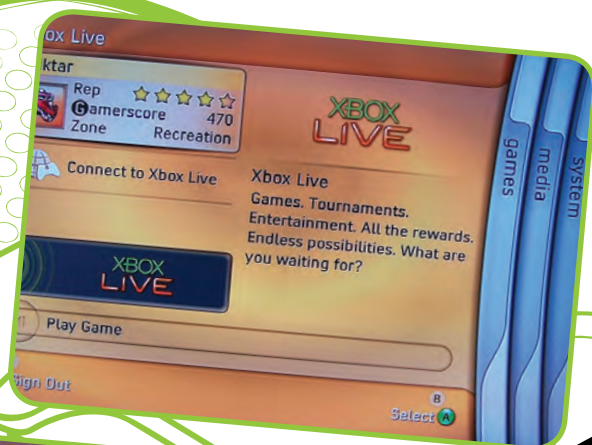 ox Live
ktar
Rep
Gamerscore 470
Zone Recreation
Connect to Xbox Live
XBOX
LIVE
Play Game
Sign Out
XBOX
LIVE
Xbox Live
Games. Tournaments.
Entertainment. All the rewards.
Endless possibilities. What are
you waiting for?
B
Select A
games
media
system